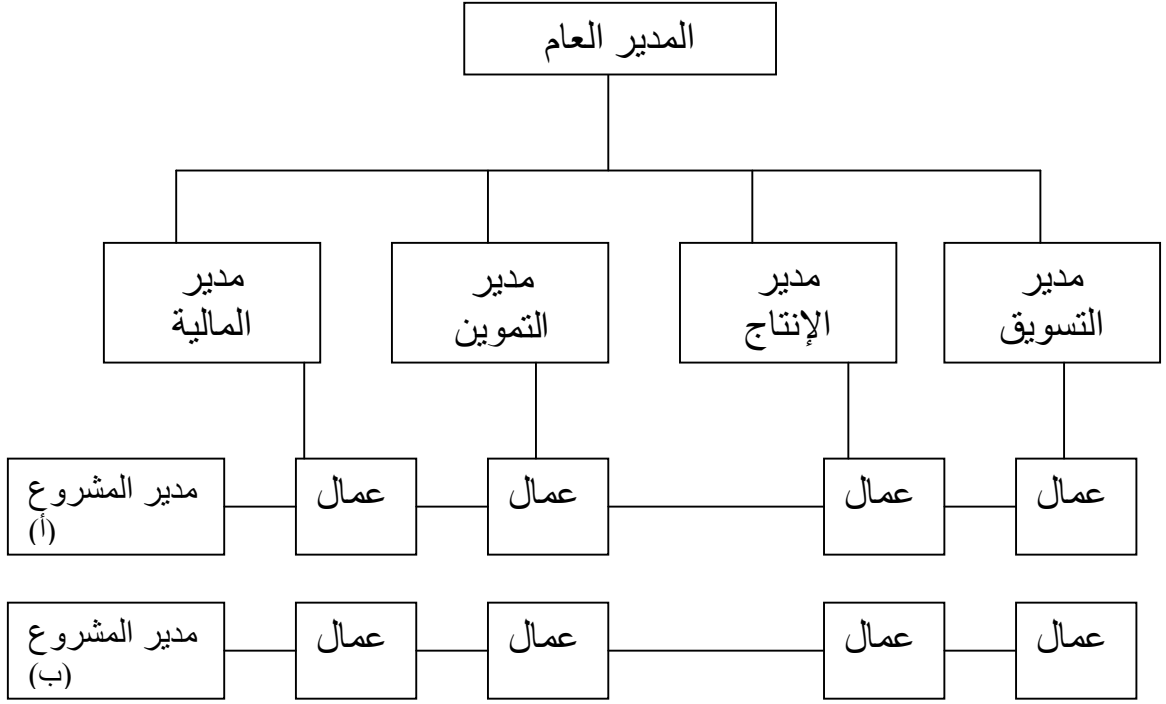 المدير العام
مدير
التسويق
مدير
الإنتاج
مدير
التموين
مدير
المالية
عمال
عمال
عمال
عمال
مدير المشروع
(أ)
عمال
عمال
عمال
عمال
مدير المشروع
(ب)